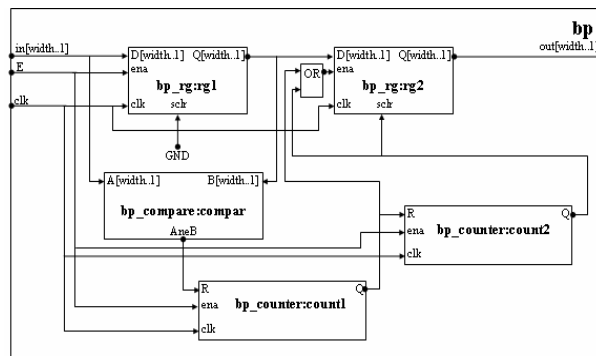 bp
in[width..1]
out[width..1]
D[width..1] Q[width..1]
D[width..1] Q[width..1]
E
ena
OR
ena
bp_rg:rg1
bp_rg:rg2
clk
clk sclr
clk sclr
GND
A[width..1] B[width..1]
bp_compare:compar
AneB
R Q
ena
bp_counter:count2
clk
R Q
ena
bp_counter:count1
clk